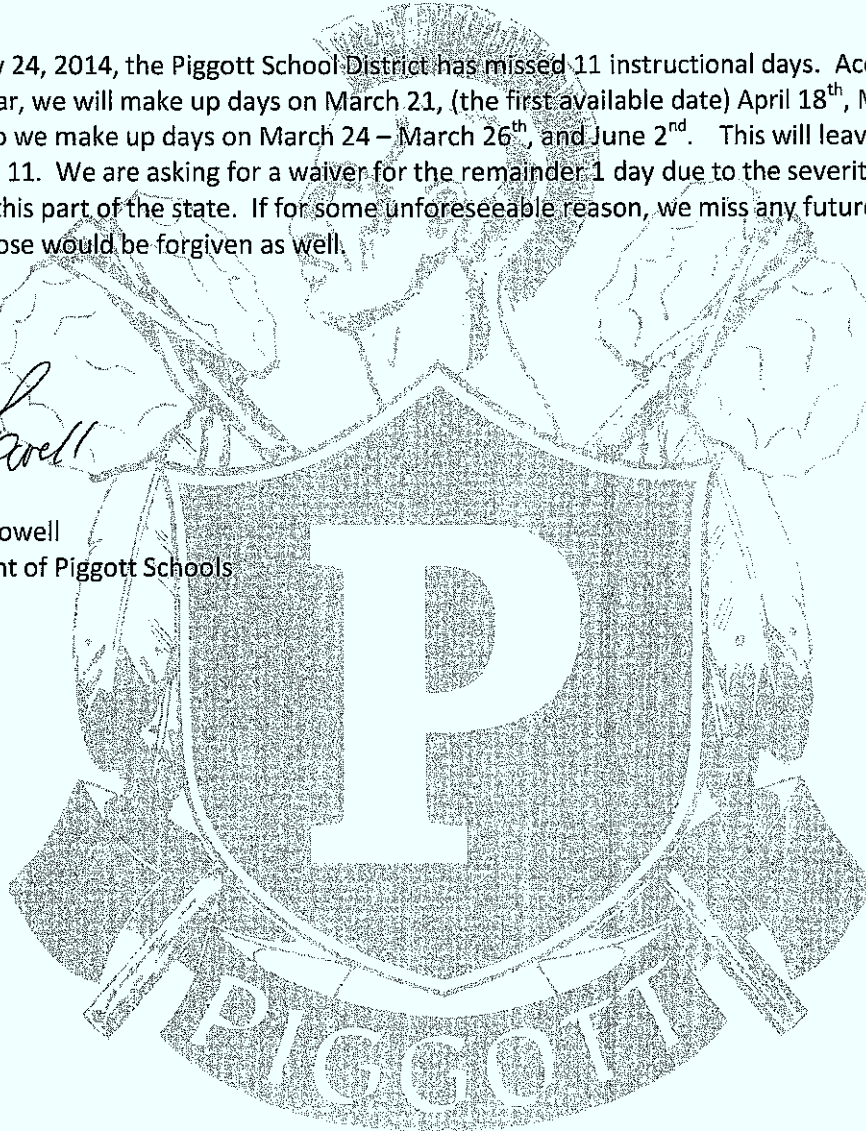 24, 2014, the Piggott School District has missed 11 instructional days. Acc
ar, we will make up days on March 21, (the first available date) April 18th, M
o we make up days on March 24 – March 26th, and June 2nd. This will leav
11. We are asking for a waiver for the remainder 1 day due to the severit
this part of the state. If for some unforeseeable reason, we miss any future
ose would be forgiven as well.
owell
nt of Piggott Schools
P
PIGGOTT